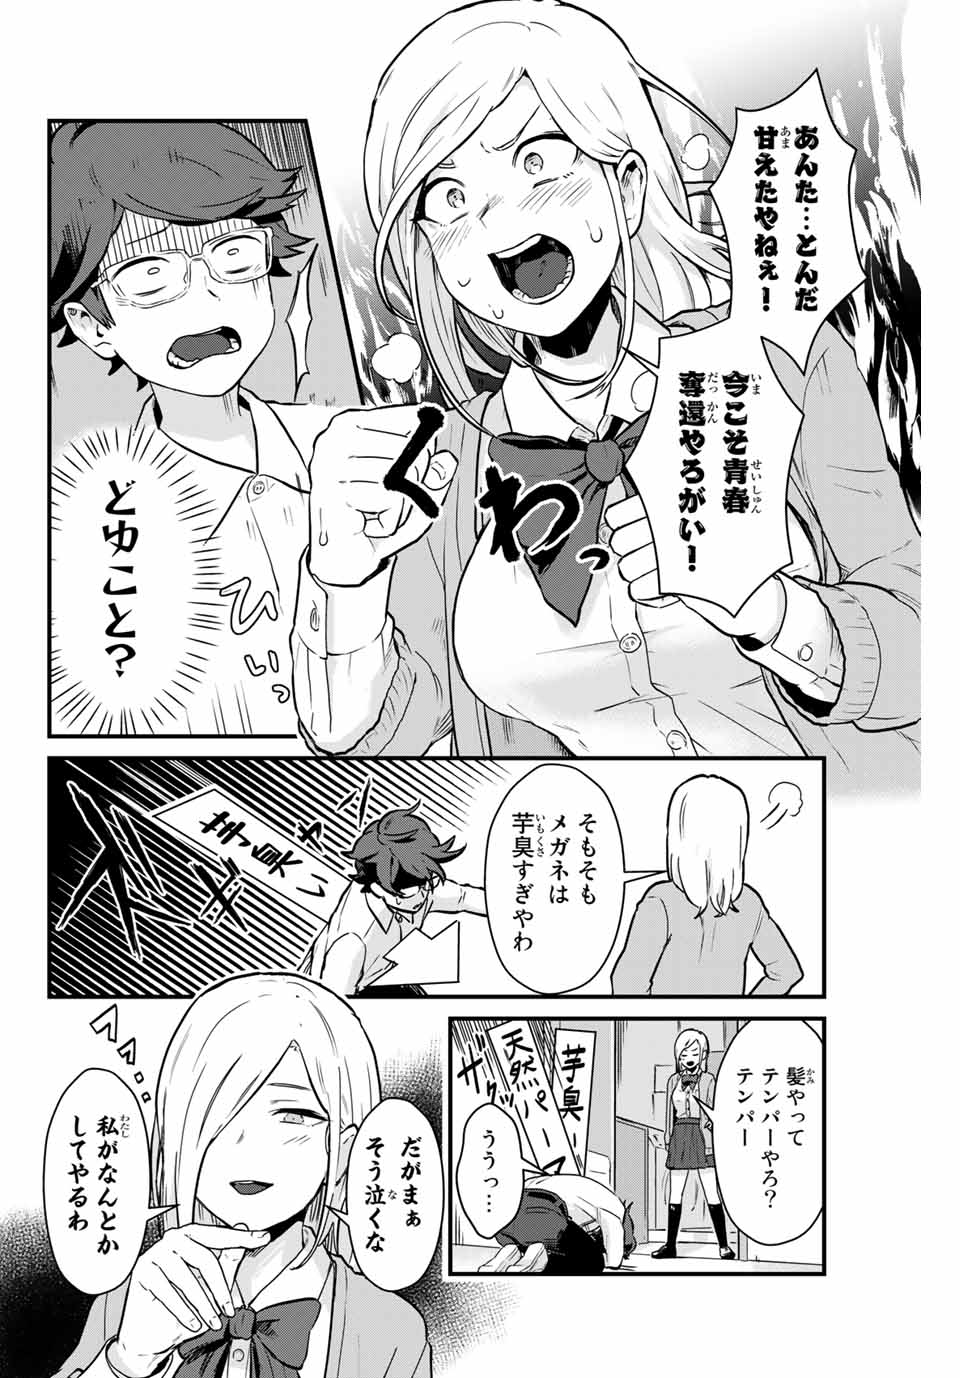 あんた…とんだ
甘えたやねぇ!
今こそ青春
奪還やろがい!
くわっ
どゆこと?
ひぃっ
そもそも
メガネは
芋臭すぎやわ
芋臭い
髪やって
テンパーやろ?
テンパー
芋臭ー
天然パー
ザクッ
ううっ…
だがまぁ
そう泣くな
私がなんとか
してやるわ
ファファ…